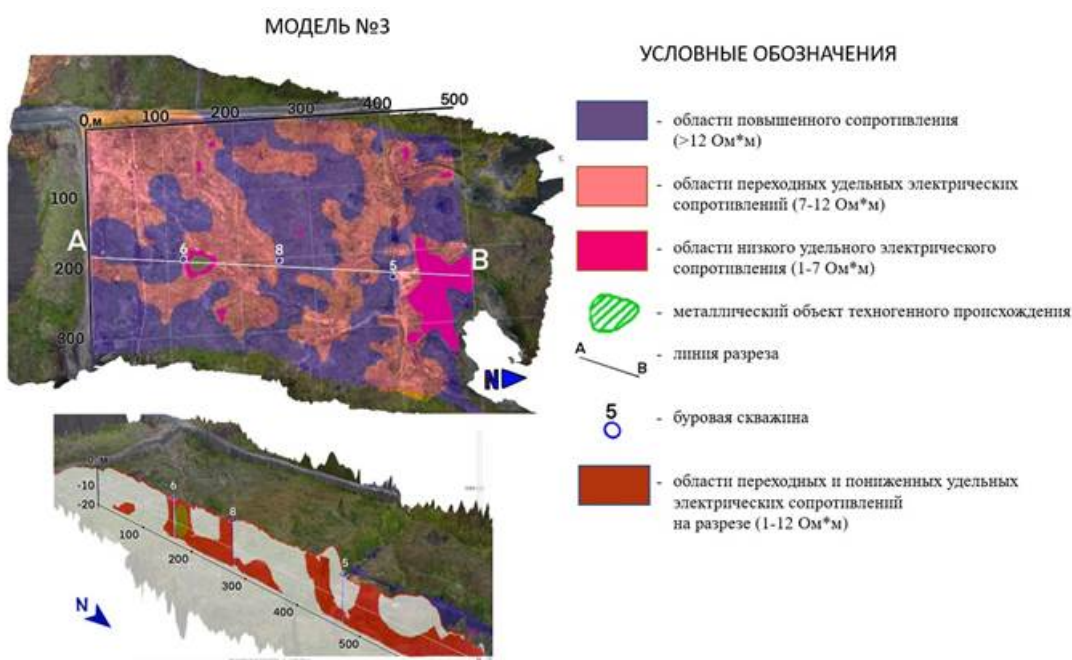 МОДЕЛЬ №3
УСЛОВНЫЕ ОБОЗНАЧЕНИЯ
0, м 100 200 300 400 500
100
200
300
A
B
6
8
5
N
- области повышенного сопротивления
(>12 Ом*м)
- области переходных удельных электрических
сопротивлений (7-12 Ом*м)
- области низкого удельного электрического
сопротивления (1-7 Ом*м)
- металлический объект техногенного происхождения
A
B
- линия разреза
5
- буровая скважина
- области переходных и пониженных удельных
электрических сопротивлений
на разрезе (1-12 Ом*м)
0, м
-10
-20
6
8
5
100
200
300
400
500
N